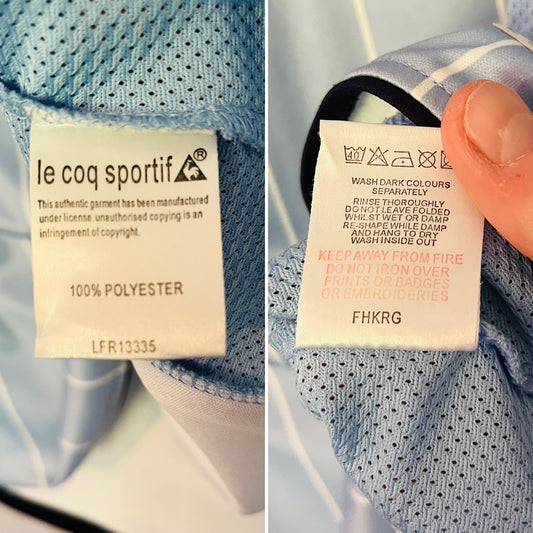 le coq sportif ®
This authentic garment has been manufactured
under license. unauthorised copying is an
infringement of copyright.
100% POLYESTER
LFR13335
40
WASH DARK COLOURS
SEPARATELY
RINSE THOROUGHLY
DO NOT LEAVE FOLDED
WHILST WET OR DAMP
RE-SHAPE WHILE DAMP
AND HANG TO DRY
WASH INSIDE OUT
KEEP AWAY FROM FIRE
DO NOT IRON OVER
PRINTS OR BADGES
OR EMBROIDERIES
FHKRG